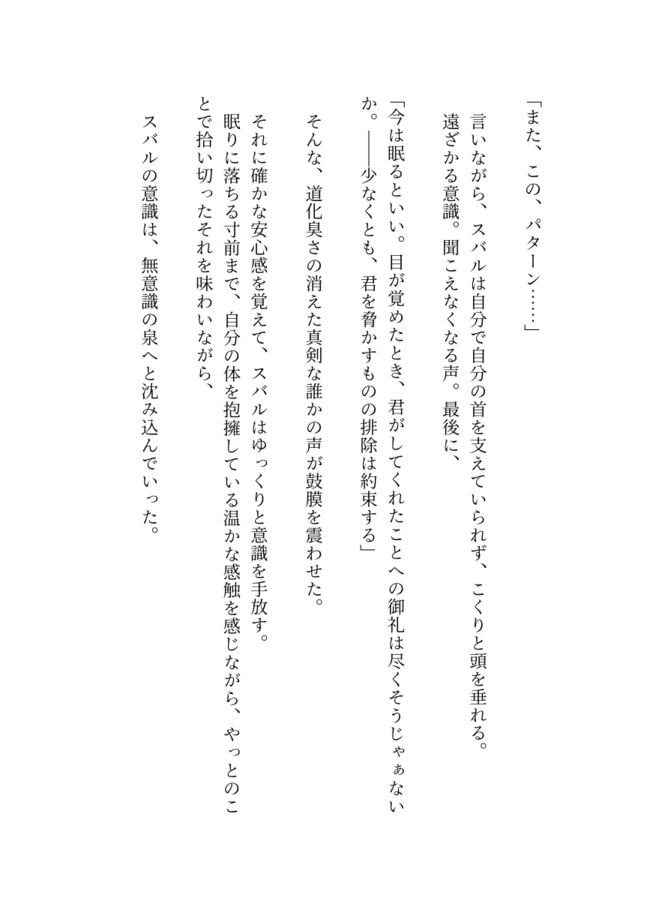 「また、この、パターン……」
言いながら、スバルは自分で自分の首を支えていられず、こくりと頭を垂れる。
遠ざかる意識。聞こえなくなる声。最後に、
「今は眠るといい。目が覚めたとき、君がしてくれたことへの御礼は尽くそうじゃぁない
か。――少なくとも、君を脅かすものの排除は約束する」
そんな、道化臭さの消えた真剣な誰かの声が鼓膜を震わせた。
それに確かな安心感を覚えて、スバルはゆっくりと意識を手放す。
眠りに落ちる寸前まで、自分の体を抱擁している温かな感触を感じながら、やっとのこ
とで拾い切ったそれを味わいながら、
スバルの意識は、無意識の泉へと沈み込んでいった。